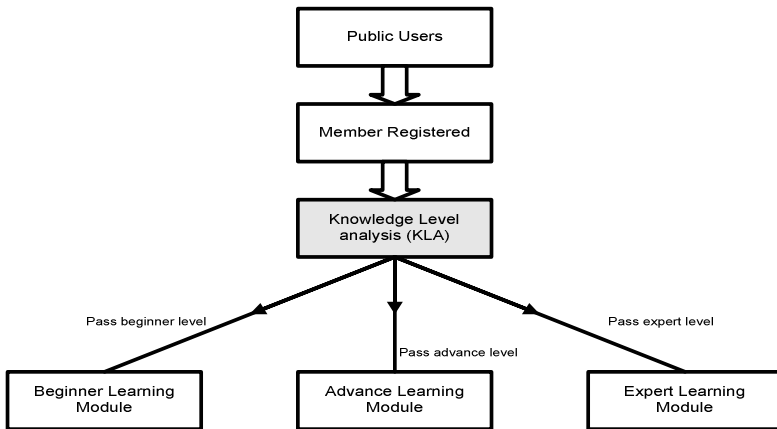 Public Users
Member Registered
Knowledge Level
analysis (KLA)
Pass beginner level
Pass expert level
Pass advance level
Beginner Learning
Module
Advance Learning
Module
Expert Learning
Module